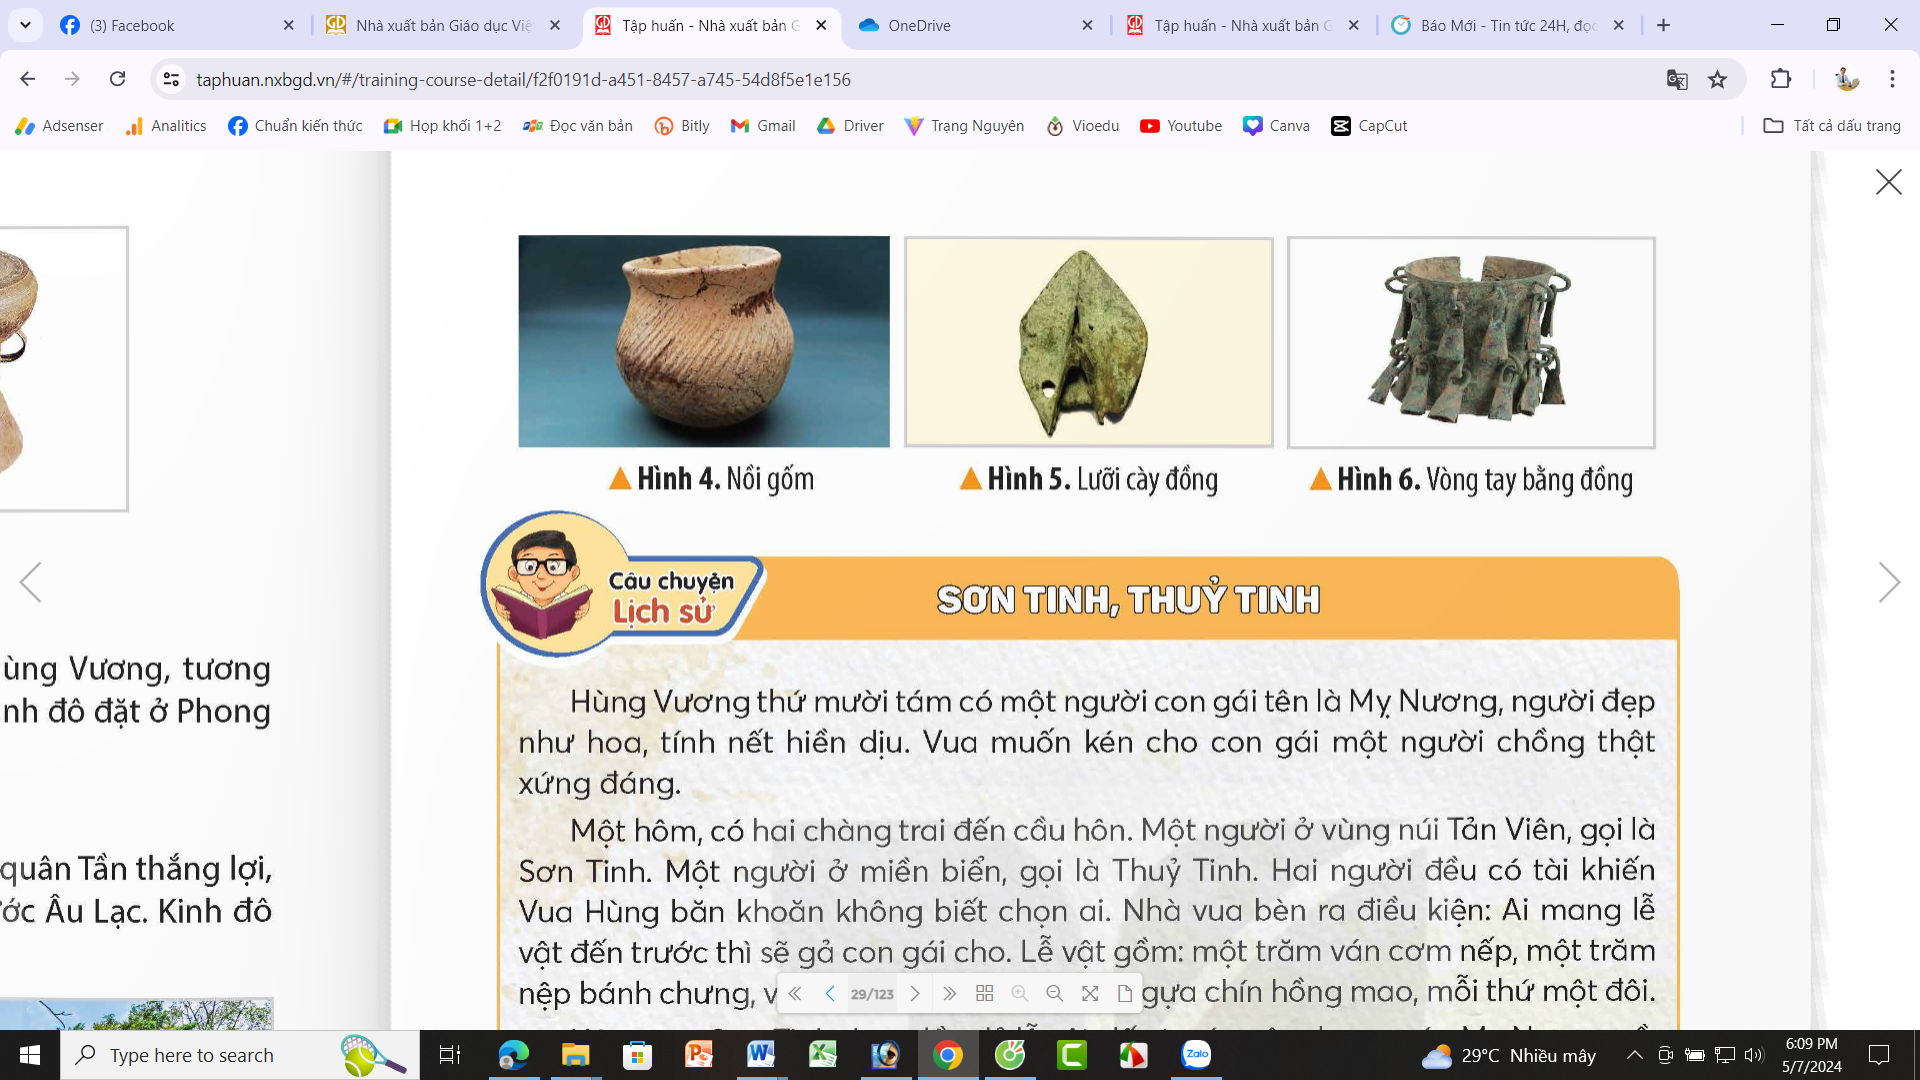 (3) Facebook
Nhà xuất bản Giáo dục Việ
Tập huấn - Nhà xuất bản G
OneDrive
Tập huấn - Nhà xuất bản G
Báo Mới - Tin tức 24H, đọc
taphuan.nxbgd.vn/#/training-course-detail/f2f0191d-a451-8457-a745-54d8f5e1e156
Adsenser
Analitics
Chuẩn kiến thức
Họp khối 1+2
Đọc văn bản
Bitly
Gmail
Driver
Trạng Nguyên
Vioedu
Youtube
Canva
CapCut
Tất cả dấu trang
ùng Vương, tương
nh đô đặt ở Phong
quân Tần thắng lợi,
ớc Âu Lạc. Kinh đô
Hình 4. Nồi gốm
Hình 5. Lưỡi cày đồng
Hình 6. Vòng tay bằng đồng
Câu chuyện
Lịch sử
SƠN TINH, THUỶ TINH
Hùng Vương thứ mười tám có một người con gái tên là Mỵ Nương, người đẹp
như hoa, tính nết hiền dịu. Vua muốn kén cho con gái một người chồng thật
xứng đáng.
Một hôm, có hai chàng trai đến cầu hôn. Một người ở vùng núi Tản Viên, gọi là
Sơn Tinh. Một người ở miền biển, gọi là Thuỷ Tinh. Hai người đều có tài khiến
Vua Hùng băn khoăn không biết chọn ai. Nhà vua bèn ra điều kiện: Ai mang lễ
vật đến trước thì sẽ gả con gái cho. Lễ vật gồm: một trăm ván cơm nếp, một trăm
nệp bánh chưng, v
gựa chín hồng mao, mỗi thứ một đôi.
29/123
Type here to search
Zalo
29°C Nhiều mây
6:09 PM
5/7/2024